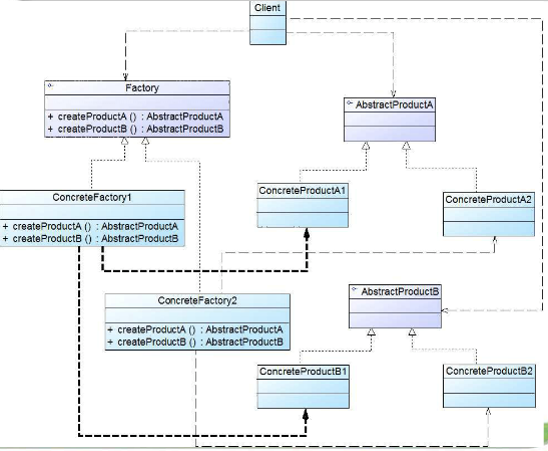 Client
Factory
+ createProductA () : AbstractProductA
+ createProductB () : AbstractProductB
AbstractProductA
ConcreteFactory1
+ createProductA () : AbstractProductA
+ createProductB () : AbstractProductB
ConcreteProductA1
ConcreteProductA2
ConcreteFactory2
+ createProductA () : AbstractProductA
+ createProductB () : AbstractProductB
AbstractProductB
ConcreteProductB1
ConcreteProductB2